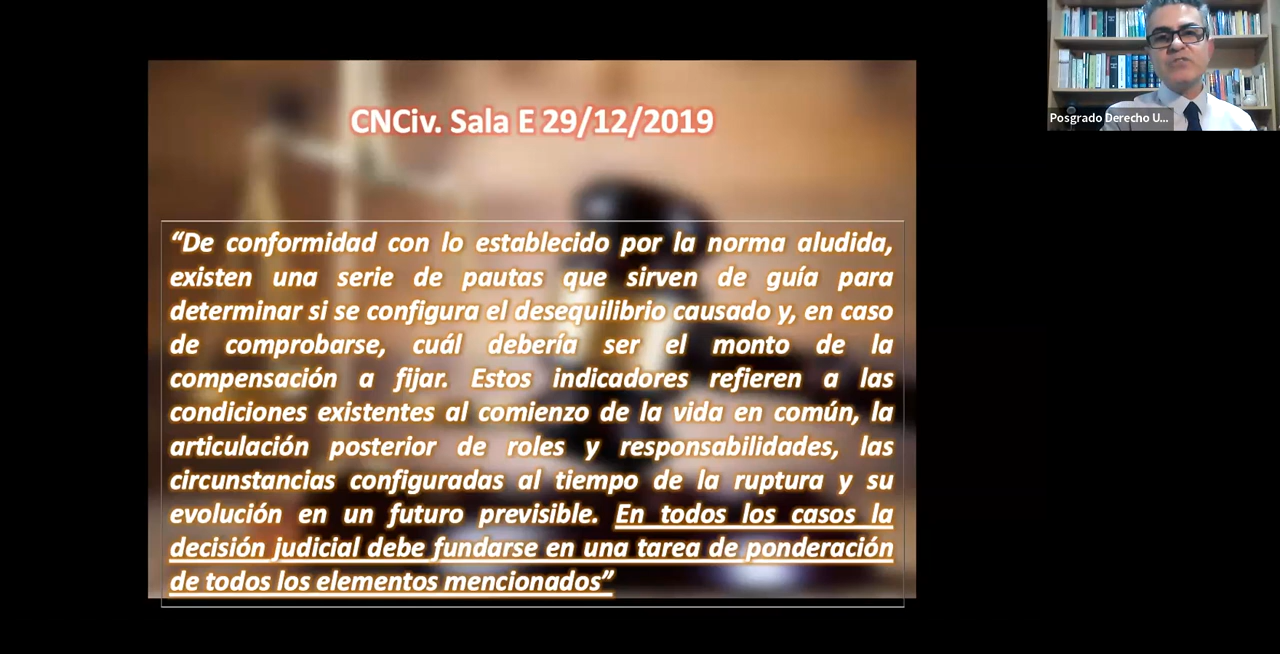 CNCiv. Sala E 29/12/2019
“De conformidad con lo establecido por la norma aludida,
existen una serie de pautas que sirven de guía para
determinar si se configura el desequilibrio causado y, en caso
de comprobarse, cuál debería ser el monto de la
compensación a fijar. Estos indicadores refieren a las
condiciones existentes al comienzo de la vida en común, la
articulación posterior de roles y responsabilidades, las
circunstancias configuradas al tiempo de la ruptura y su
evolución en un futuro previsible. En todos los casos la
decisión judicial debe fundarse en una tarea de ponderación
de todos los elementos mencionados”
Posgrado Derecho U...